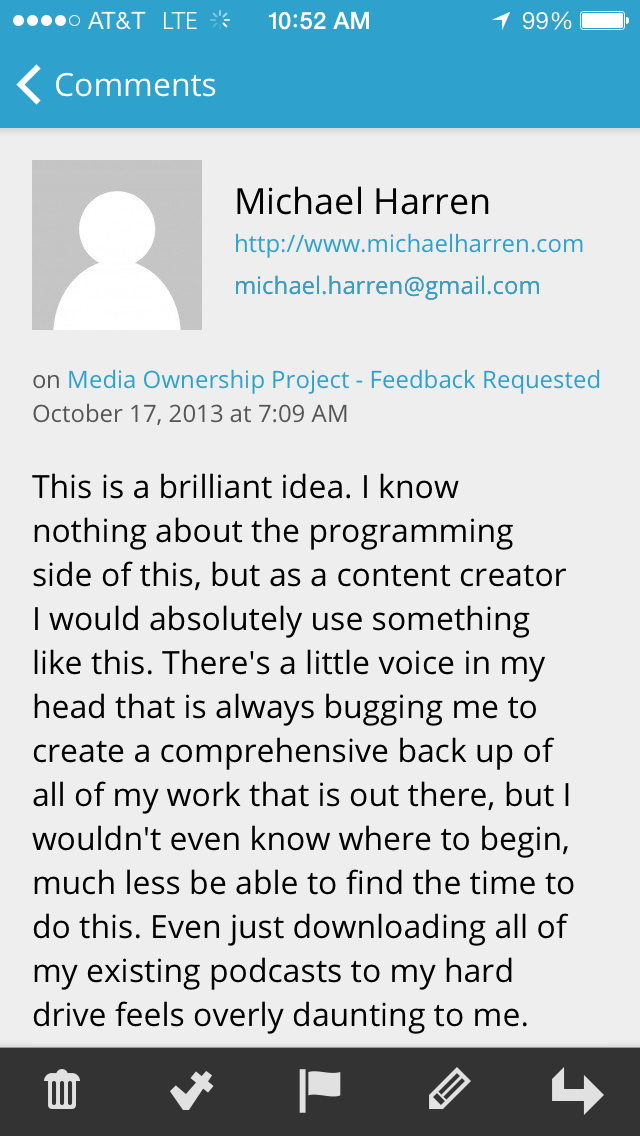 AT&T LTE 10:52 AM 99%
Comments
Michael Harren
http://www.michaelharren.com
michael.harren@gmail.com
on Media Ownership Project - Feedback Requested
October 17, 2013 at 7:09 AM
This is a brilliant idea. I know
nothing about the programming
side of this, but as a content creator
I would absolutely use something
like this. There's a little voice in my
head that is always bugging me to
create a comprehensive back up of
all of my work that is out there, but I
wouldn't even know where to begin,
much less be able to find the time to
do this. Even just downloading all of
my existing podcasts to my hard
drive feels overly daunting to me.